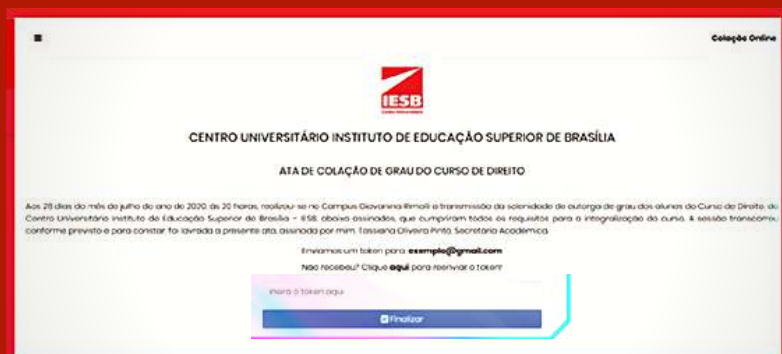 Colação Online
IESB
CENTRO UNIVERSITÁRIO INSTITUTO DE EDUCAÇÃO SUPERIOR DE BRASÍLIA
ATA DE COLAÇÃO DE GRAU DO CURSO DE DIREITO
Aos 28 dias do mês de julho do ano de 2020, às 20 horas, realizou-se no Campus Giovanina Rimoli a transmissão da solenidade de outorga de grau dos alunos do Curso de Direito, do
Centro Universitário Instituto de Educação Superior de Brasília - IESB, abaixo assinados, que cumpriram todos os requisitos para a integralização do curso. A sessão transcorreu
conforme previsto e para constar foi lavrada a presente ata, assinada por mim, Tassiana Oliveira Pinto, Secretária Acadêmica.
Enviamos um token para: exemplo@gmail.com
Não recebeu? Clique aqui para reenviar o token!
Insira o token aqui
Finalizar